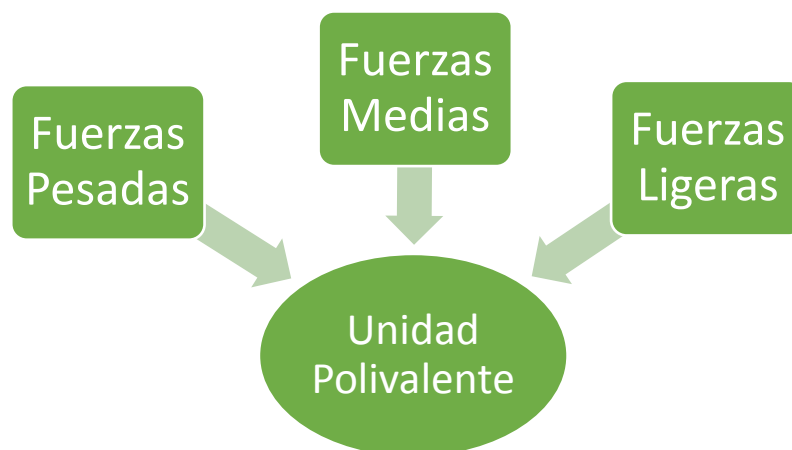 Fuerzas
Pesadas
Fuerzas
Medias
Fuerzas
Ligeras
Unidad
Polivalente